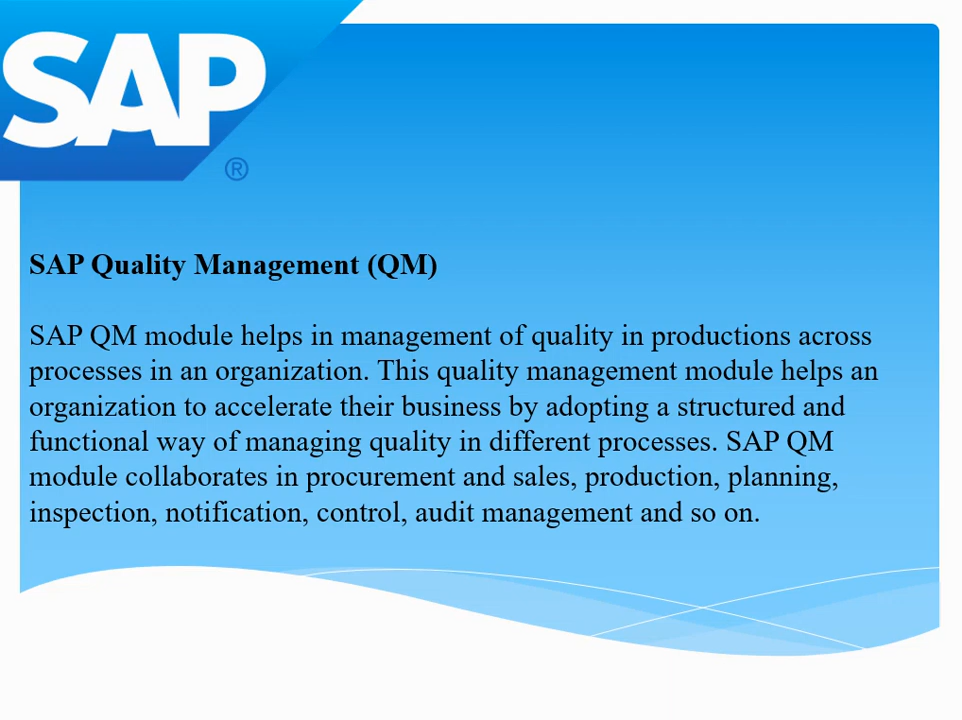 SAP
®
SAP Quality Management (QM)
SAP QM module helps in management of quality in productions across
processes in an organization. This quality management module helps an
organization to accelerate their business by adopting a structured and
functional way of managing quality in different processes. SAP QM
module collaborates in procurement and sales, production, planning,
inspection, notification, control, audit management and so on.